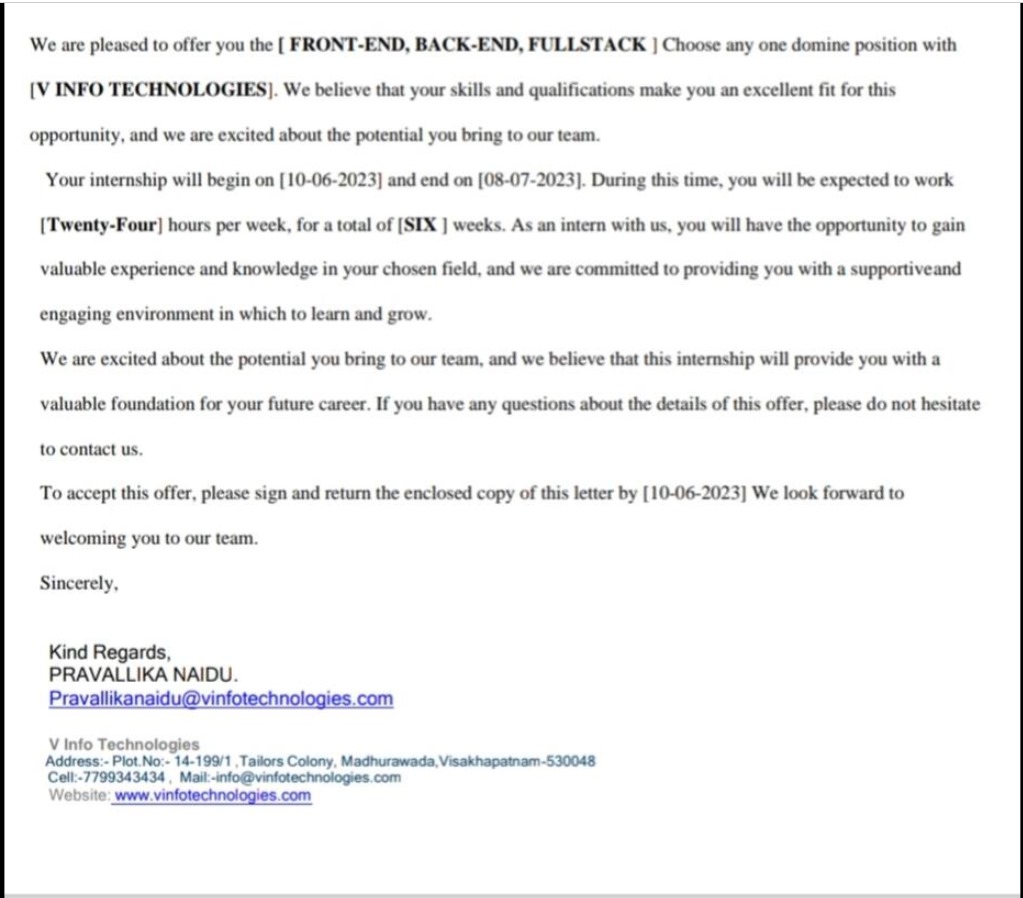 We are pleased to offer you the [ FRONT-END, BACK-END, FULLSTACK ] Choose any one domine position with
[V INFO TECHNOLOGIES]. We believe that your skills and qualifications make you an excellent fit for this
opportunity, and we are excited about the potential you bring to our team.
Your internship will begin on [10-06-2023] and end on [08-07-2023]. During this time, you will be expected to work
[Twenty-Four] hours per week, for a total of [SIX ] weeks. As an intern with us, you will have the opportunity to gain
valuable experience and knowledge in your chosen field, and we are committed to providing you with a supportiveand
engaging environment in which to learn and grow.
We are excited about the potential you bring to our team, and we believe that this internship will provide you with a
valuable foundation for your future career. If you have any questions about the details of this offer, please do not hesitate
to contact us.
To accept this offer, please sign and return the enclosed copy of this letter by [10-06-2023] We look forward to
welcoming you to our team.
Sincerely,
Kind Regards,
PRAVALLIKA NAIDU.
Pravallikanaidu@vinfotechnologies.com
V Info Technologies
Address:- Plot.No:- 14-199/1 ,Tailors Colony, Madhurawada,Visakhapatnam-530048
Cell:-7799343434 , Mail:-info@vinfotechnologies.com
Website: www.vinfotechnologies.com